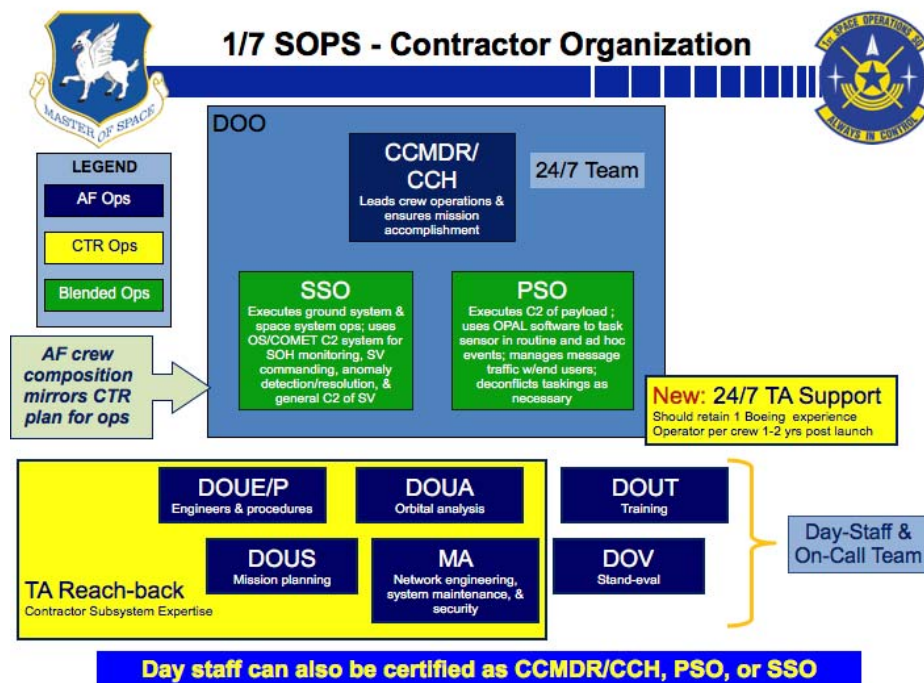 1/7 SOPS - Contractor Organization
MASTER OF SPACE
1st SPACE OPERATIONS SQ
ALWAYS IN CONTROL
LEGEND
AF Ops
CTR Ops
Blended Ops
DOO
CCMDR/
CCH
Leads crew operations &
ensures mission
accomplishment
24/7 Team
SSO
Executes ground system &
space system ops; uses
OS/COMET C2 system for
SOH monitoring, SV
commanding, anomaly
detection/resolution, &
general C2 of SV
PSO
Executes C2 of payload ;
uses OPAL software to task
sensor in routine and ad hoc
events; manages message
traffic w/end users;
deconflicts taskings as
necessary
AF crew
composition
mirrors CTR
plan for ops
New: 24/7 TA Support
Should retain 1 Boeing experience
Operator per crew 1-2 yrs post launch
DOUE/P
Engineers & procedures
DOUA
Orbital analysis
DOUT
Training
DOUS
Mission planning
MA
Network engineering,
system maintenance, &
security
DOV
Stand-eval
TA Reach-back
Contractor Subsystem Expertise
Day-Staff &
On-Call Team
Day staff can also be certified as CCMDR/CCH, PSO, or SSO